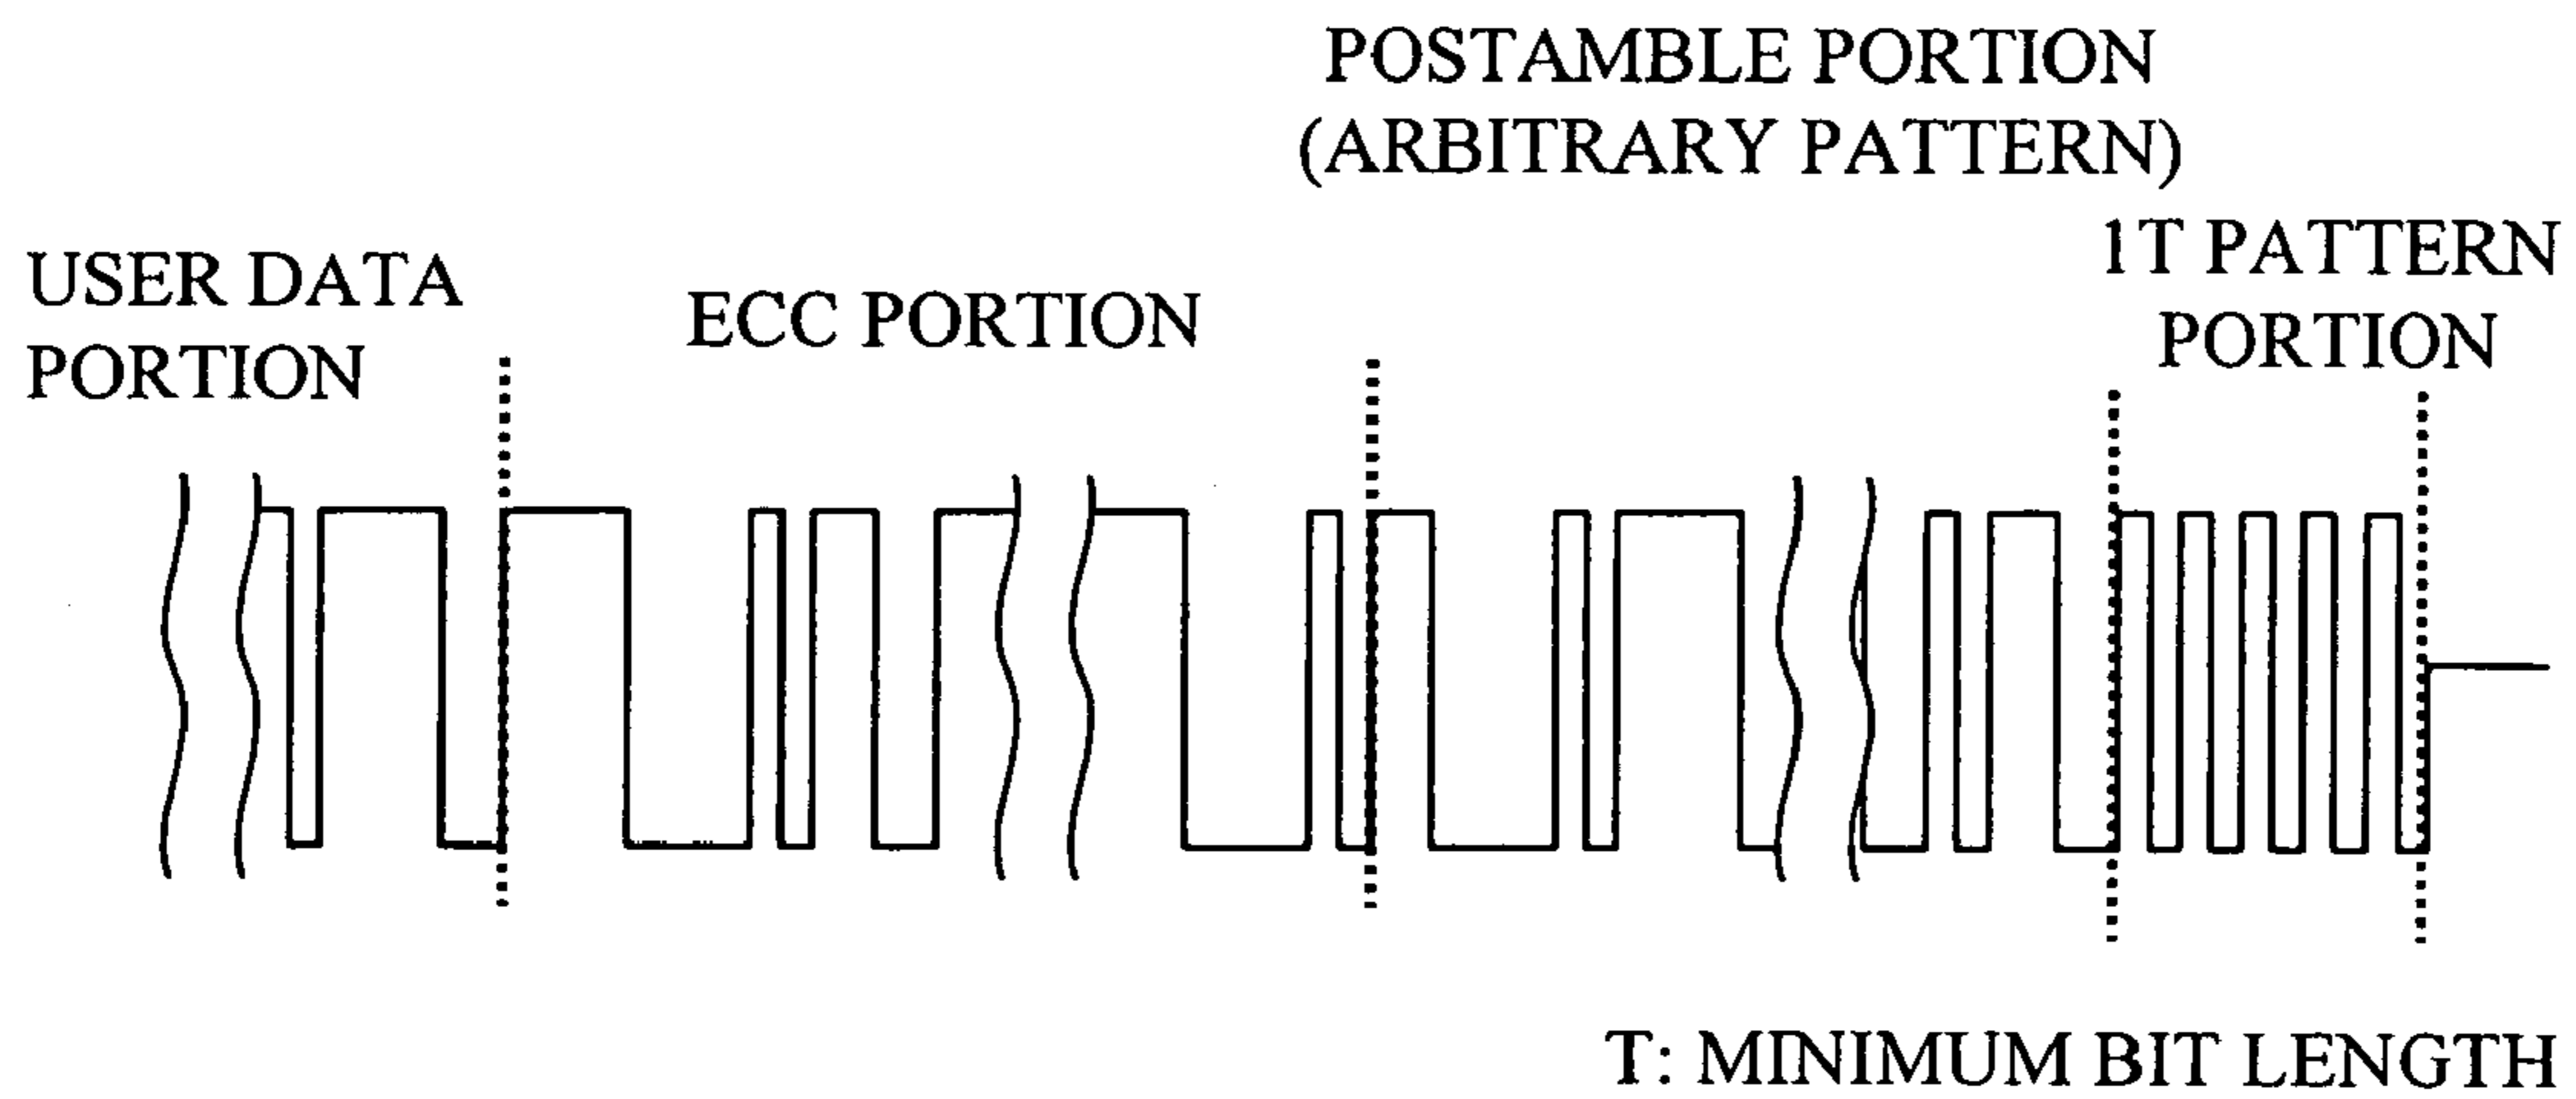 USER DATA
PORTION
ECC PORTION
POSTAMBLE PORTION
(ARBITRARY PATTERN)
1T PATTERN
PORTION
T: MINIMUM BIT LENGTH